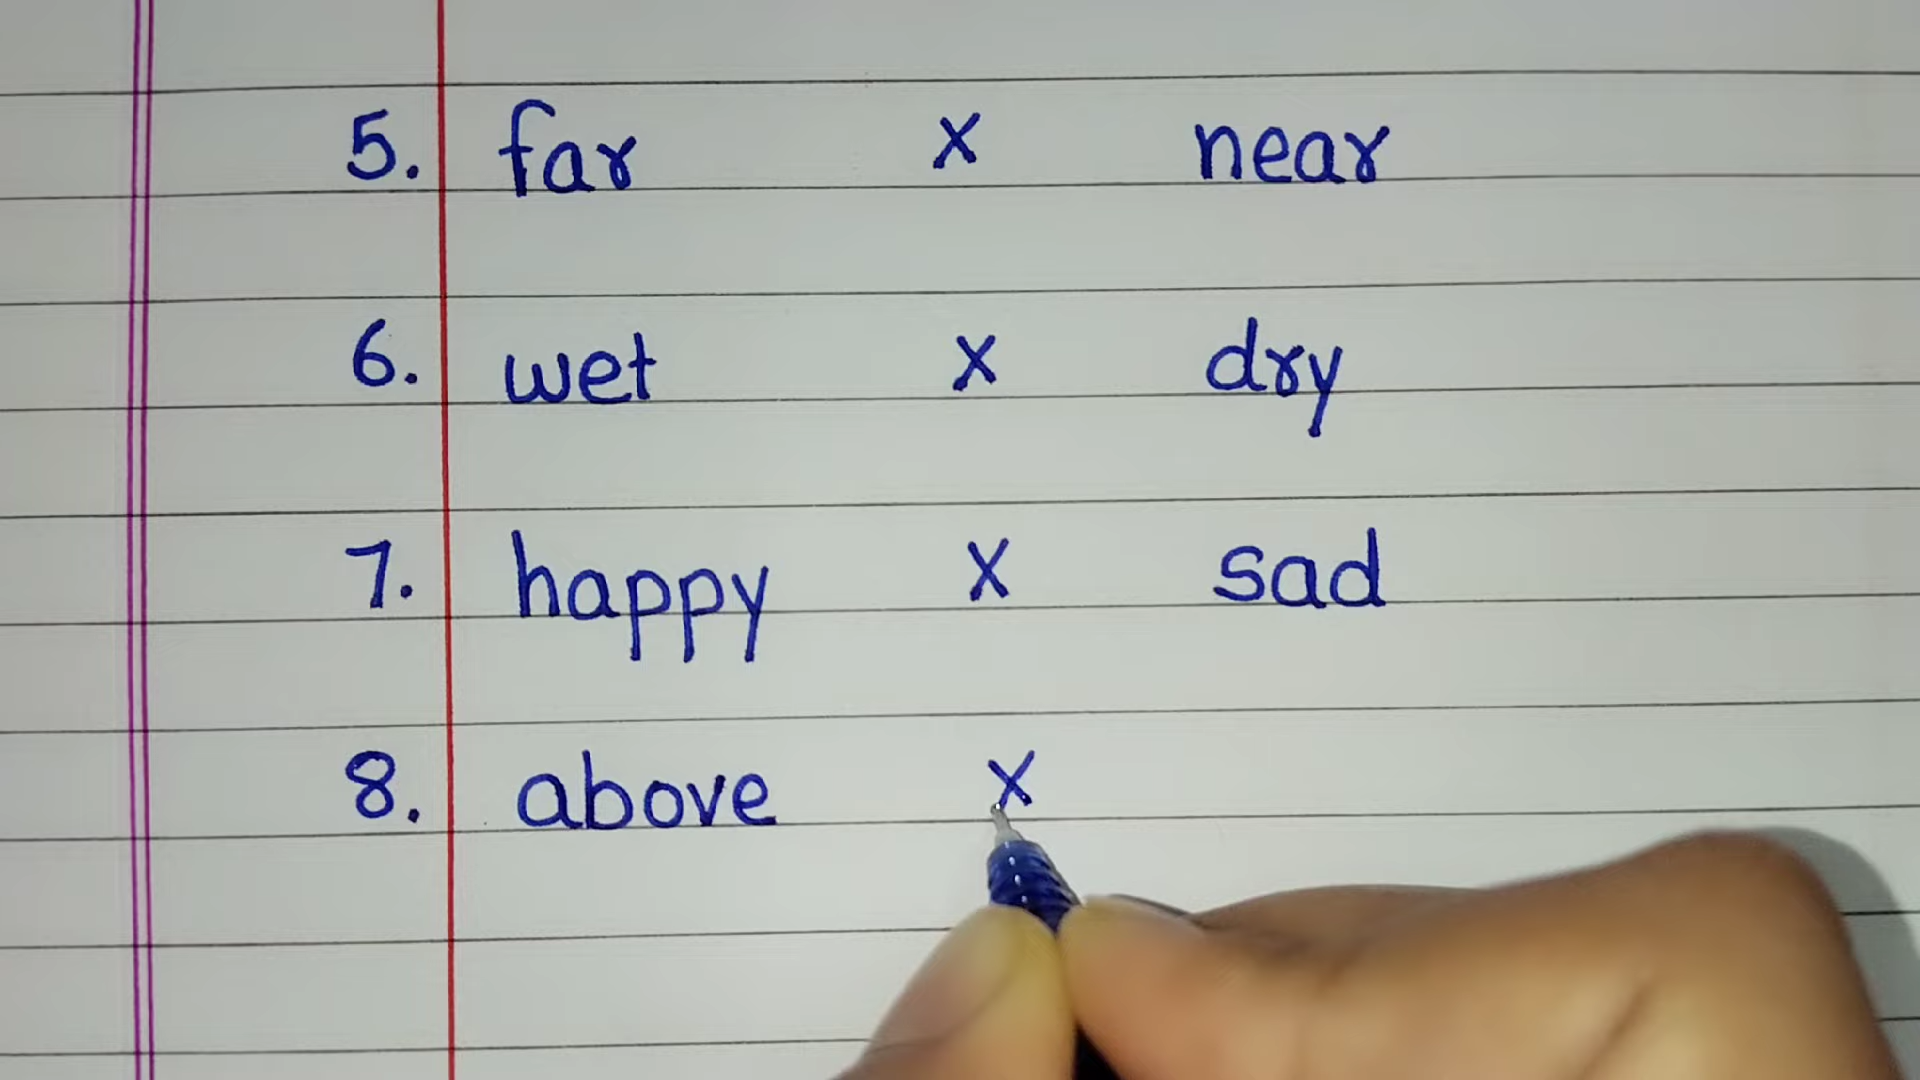 5. far x near
6. wet x dry
7. happy x sad
8. above x